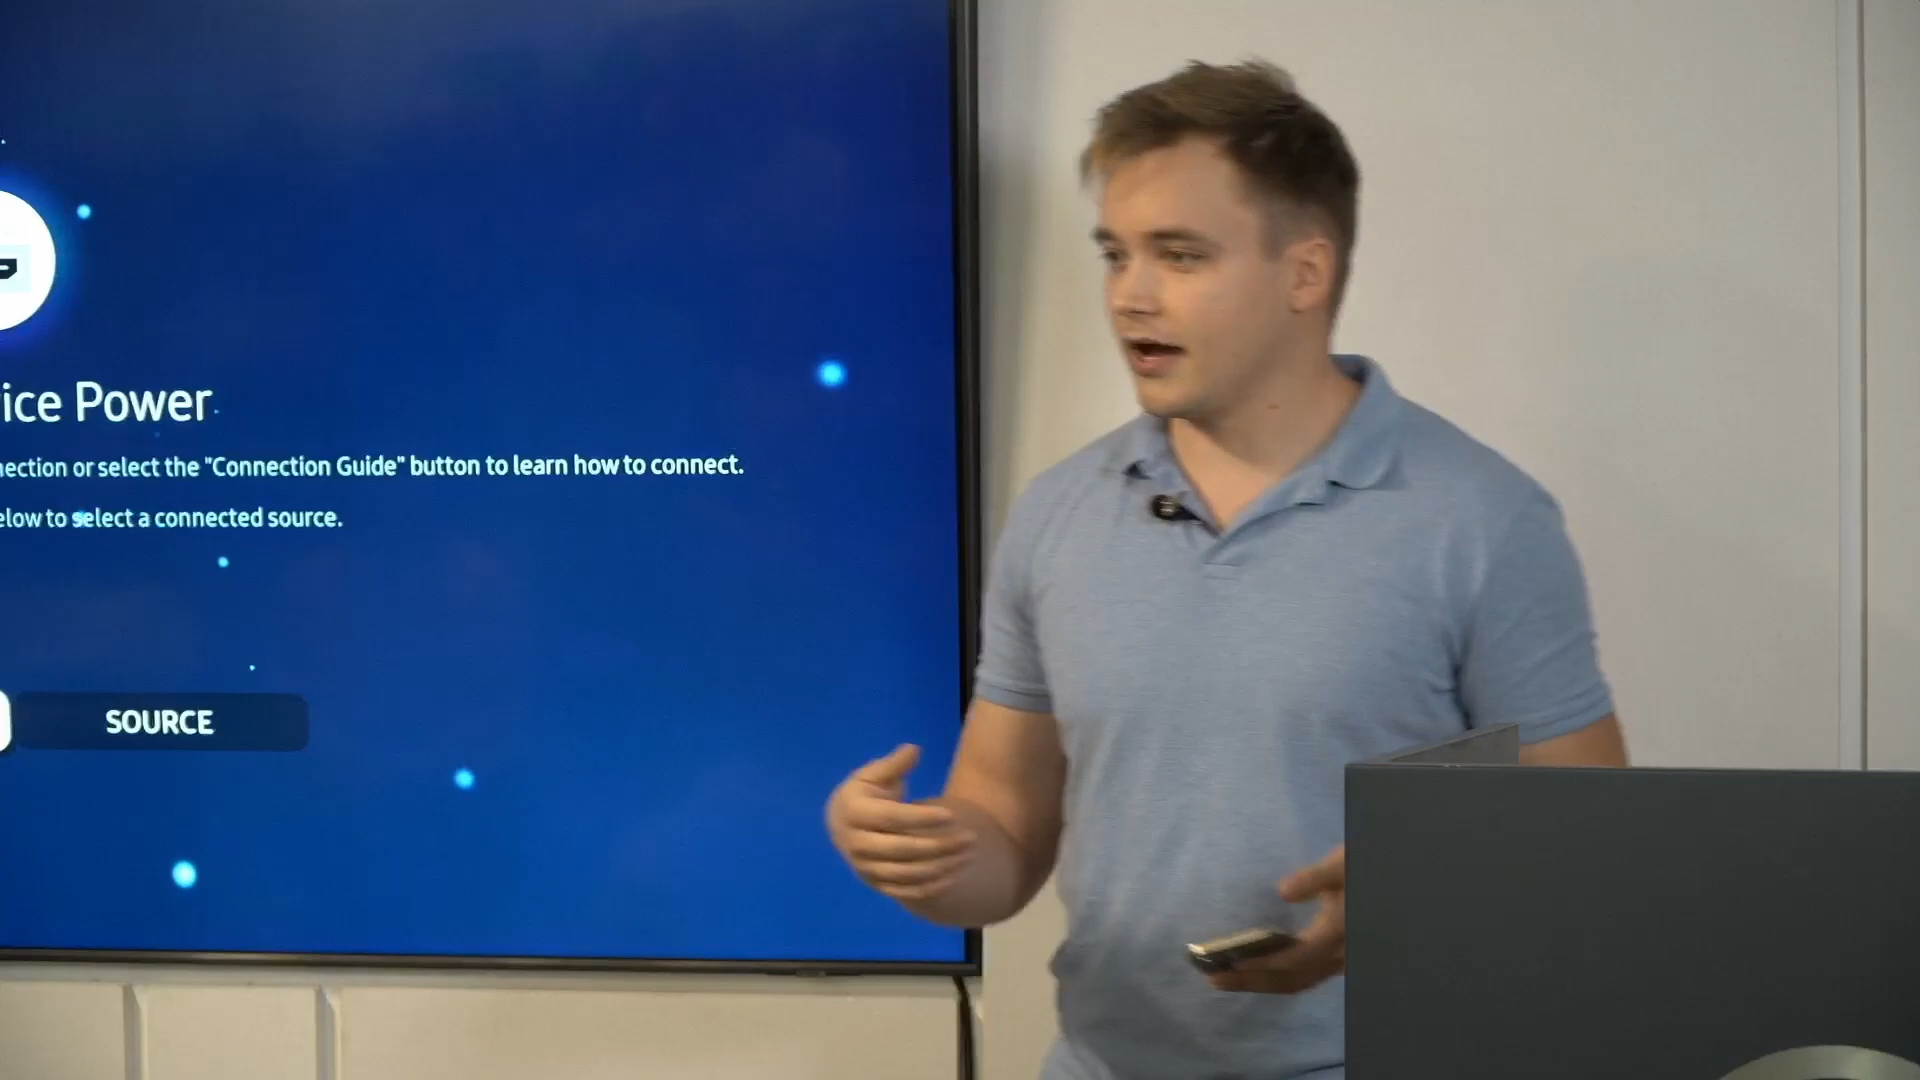 ice Power
nection or select the "Connection Guide" button to learn how to connect.
elow to select a connected source.
SOURCE